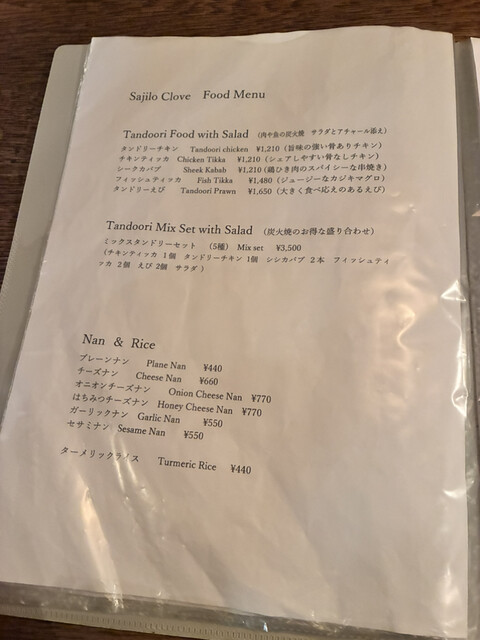 Sajilo Clove Food Menu
Tandoori Food with Salad (肉や魚の炭火焼 サラダとアチャール添え)
タンドリーチキン Tandoori chicken ¥1,210 (旨味の強い骨ありチキン)
チキンティッカ Chicken Tikka ¥1,210 (シェアしやすい骨なしチキン)
シークカバブ Sheek Kabab ¥1,210 (鶏ひき肉のスパイシーな串焼き)
フィッシュティッカ Fish Tikka ¥1,480 (ジューシーなカジキマグロ)
タンドリーえび Tandoori Prawn ¥1,650 (大きく食べ応えのあるえび)
Tandoori Mix Set with Salad (炭火焼のお得な盛り合わせ)
ミックスタンドリーセット (5種) Mix set ¥3,500
(チキンティッカ 1個 タンドリーチキン 1個 シシカバブ 2本 フィッシュティ
ッカ 2個 えび 2個 サラダ )
Nan & Rice
プレーンナン Plane Nan ¥440
チーズナン Cheese Nan ¥660
オニオンチーズナン Onion Cheese Nan ¥770
はちみつチーズナン Honey Cheese Nan ¥770
ガーリックナン Garlic Nan ¥550
セサミナン Sesame Nan ¥550
ターメリックライス Turmeric Rice ¥440